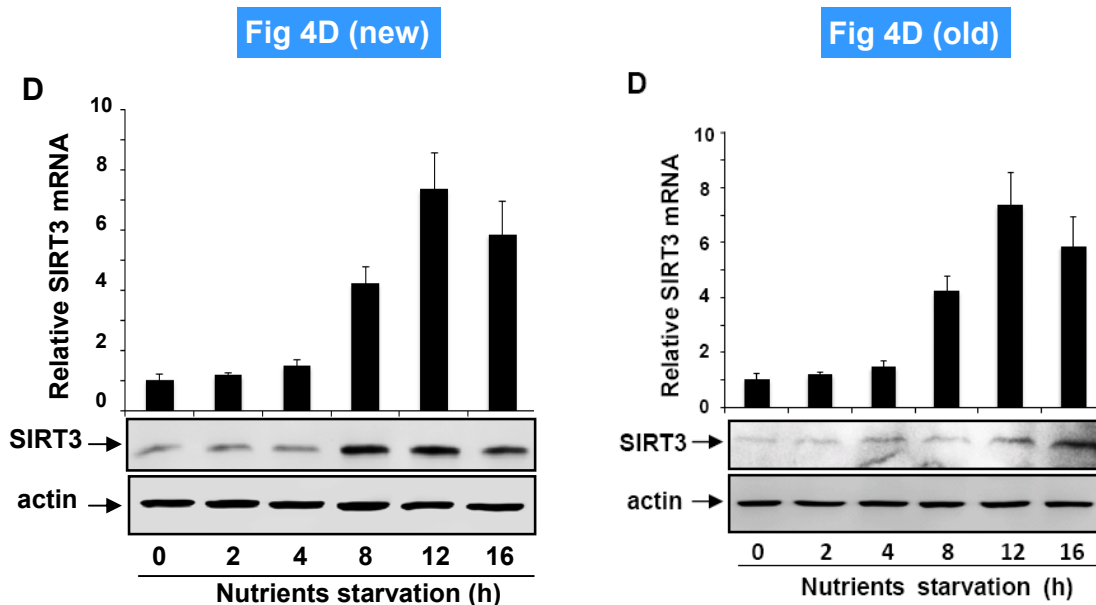 Fig 4D (new)
D
Relative SIRT3 mRNA
10
8
6
4
2
0
SIRT3
actin
0 2 4 8 12 16
Nutrients starvation (h)
Fig 4D (old)
D
Relative SIRT3 mRNA
10
8
6
4
2
0
SIRT3
actin
0 2 4 8 12 16
Nutrients starvation (h)